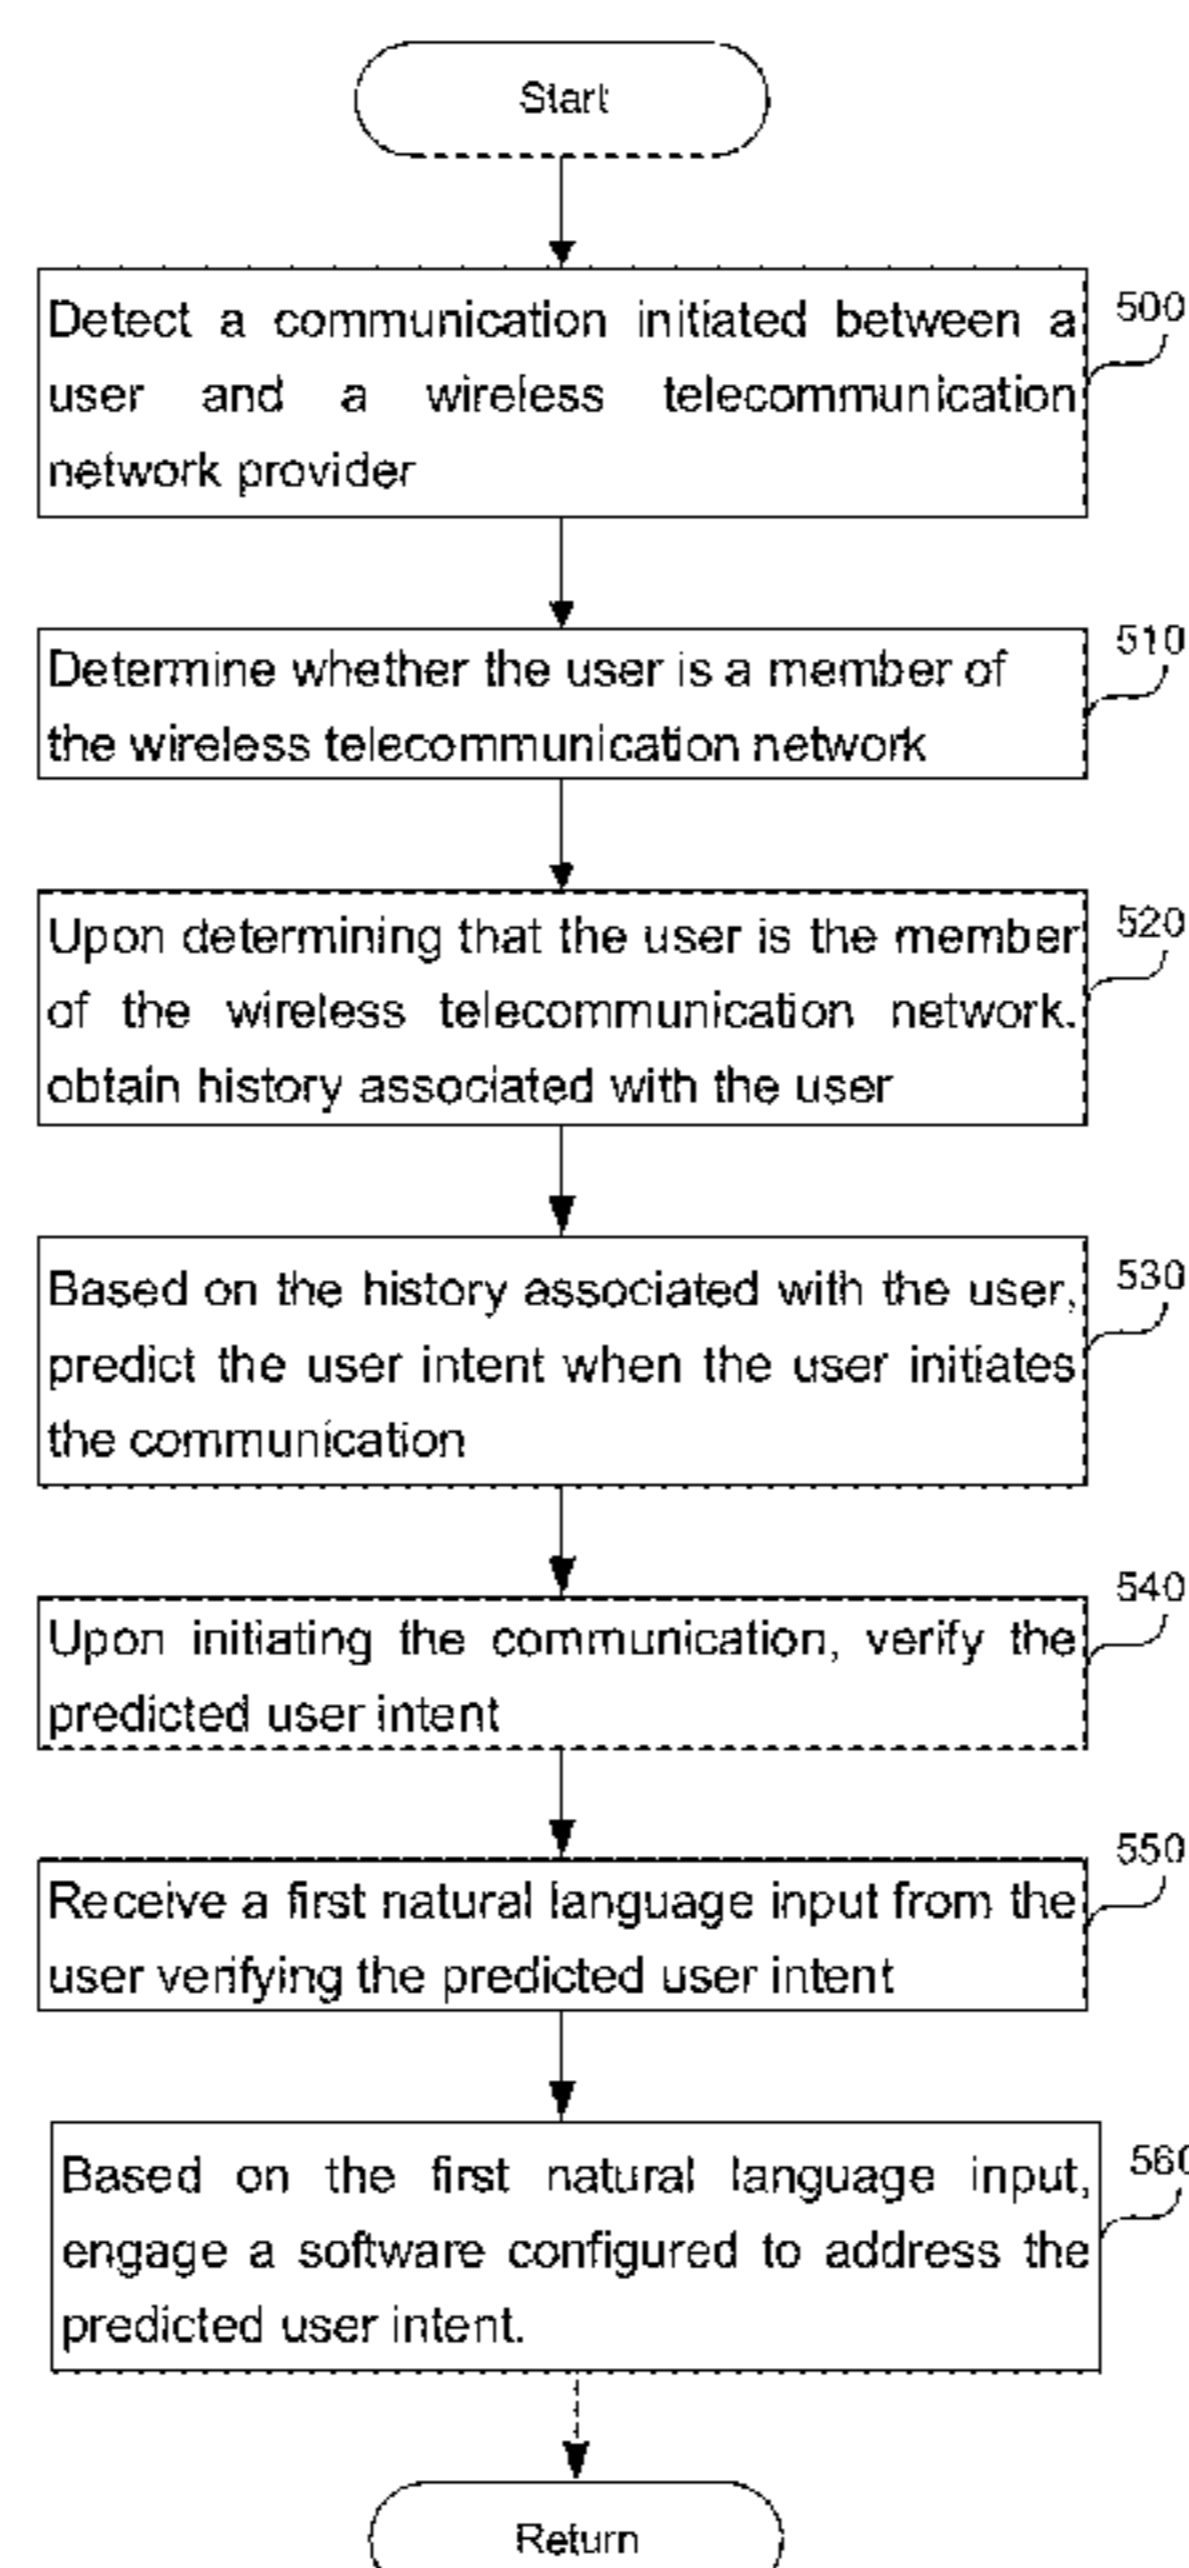 Start
Detect a communication initiated between a
user and a wireless telecommunication
network provider
500
Determine whether the user is a member of
the wireless telecommunication network
510
Upon determining that the user is the member
of the wireless telecommunication network.
obtain history associated with the user
520
Based on the history associated with the user,
predict the user intent when the user initiates
the communication
530
Upon initiating the communication, verify the
predicted user intent
540
Receive a first natural language input from the
user verifying the predicted user intent
550
Based on the first natural language input,
engage a software configured to address the
predicted user intent.
560
Return